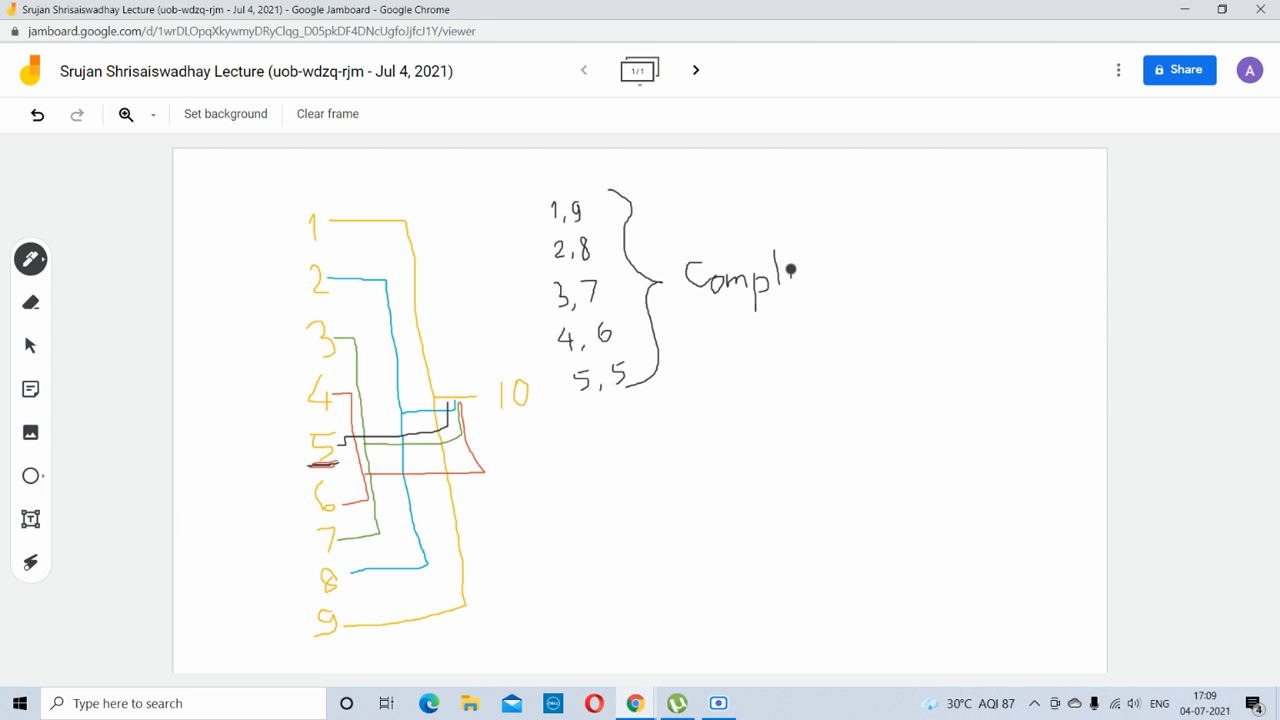 Srujan Shrisaiswadhay Lecture (uob-wdzq-rjm - Jul 4, 2021) - Google Jamboard - Google Chrome
jamboard.google.com/d/1wrDLOpqXkywmyDRyClqg_D05pkDF4DNcUgfoJjfcJ1Y/viewer
Srujan Shrisaiswadhay Lecture (uob-wdzq-rjm - Jul 4, 2021)
1/1
Share
A
Set background
Clear frame
1
2
3
4
5
6
7
8
9
10
1,9
2,8
3,7
4,6
5,5
Compl
Type here to search
30°C AQI 87
ENG
17:09
04-07-2021
4